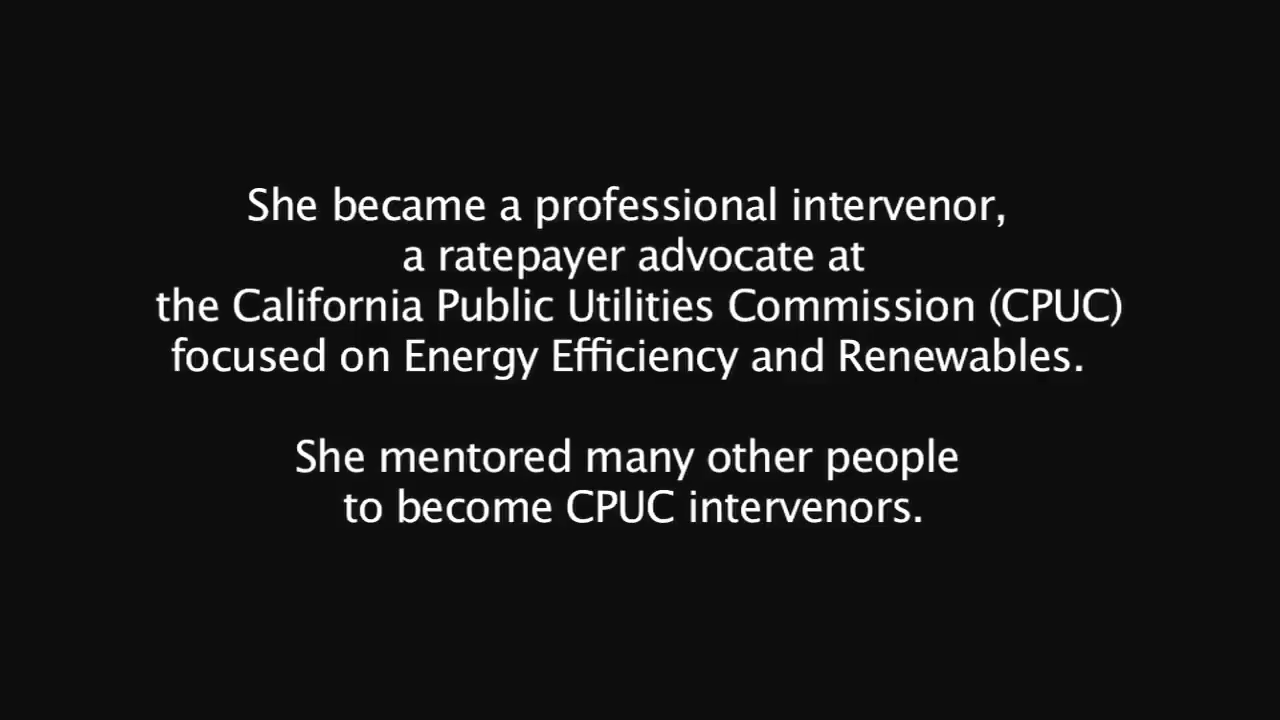 She became a professional intervenor,
a ratepayer advocate at
the California Public Utilities Commission (CPUC)
focused on Energy Efficiency and Renewables.
She mentored many other people
to become CPUC intervenors.